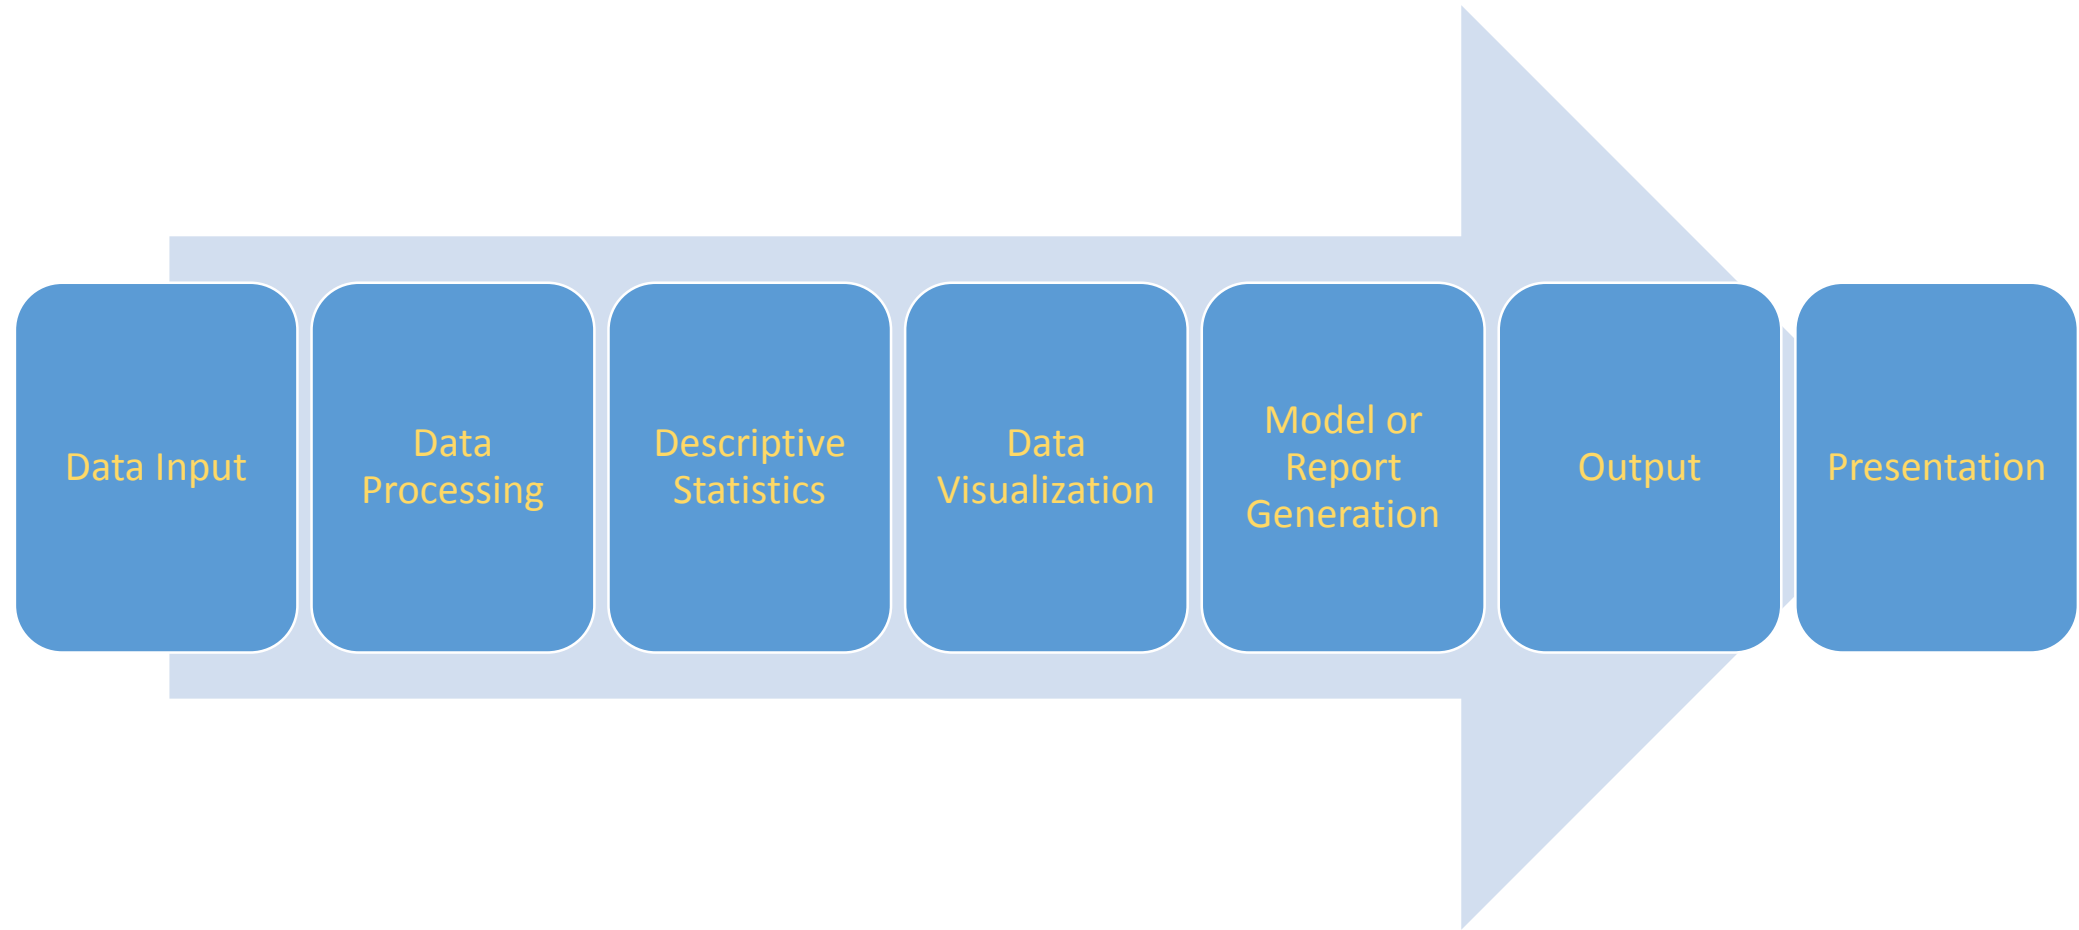 Data Input
Data
Processing
Descriptive
Statistics
Data
Visualization
Model or
Report
Generation
Output
Presentation